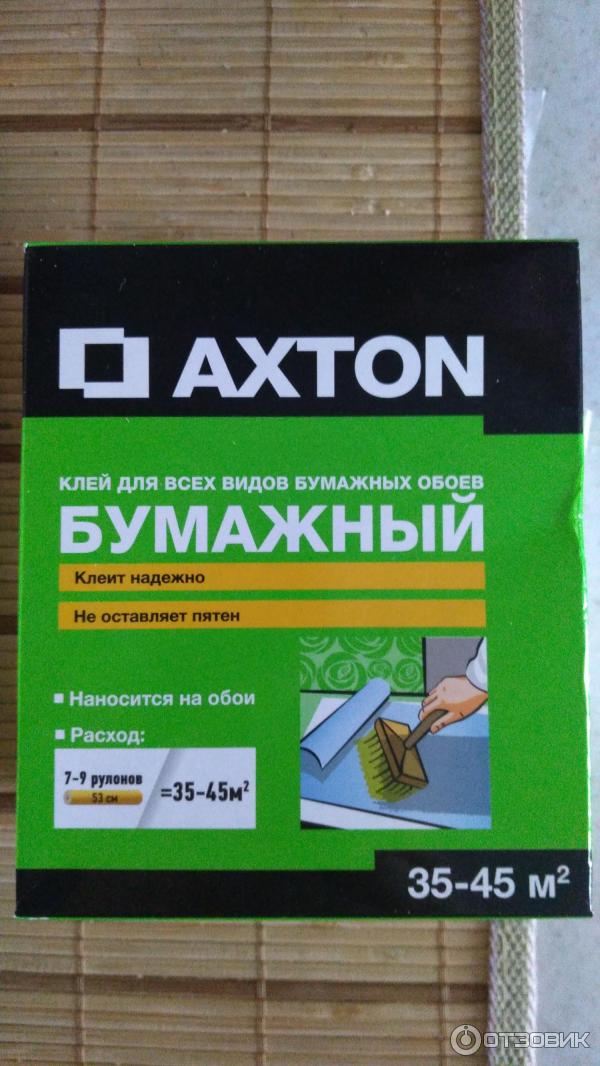 AXTON
КЛЕЙ ДЛЯ ВСЕХ ВИДОВ БУМАЖНЫХ ОБОЕВ
БУМАЖНЫЙ
Клеит надежно
Не оставляет пятен
Наносится на обои
Расход:
7-9 рулонов
53 см
=35-45м²
35-45 м²
ОТЗОВИК